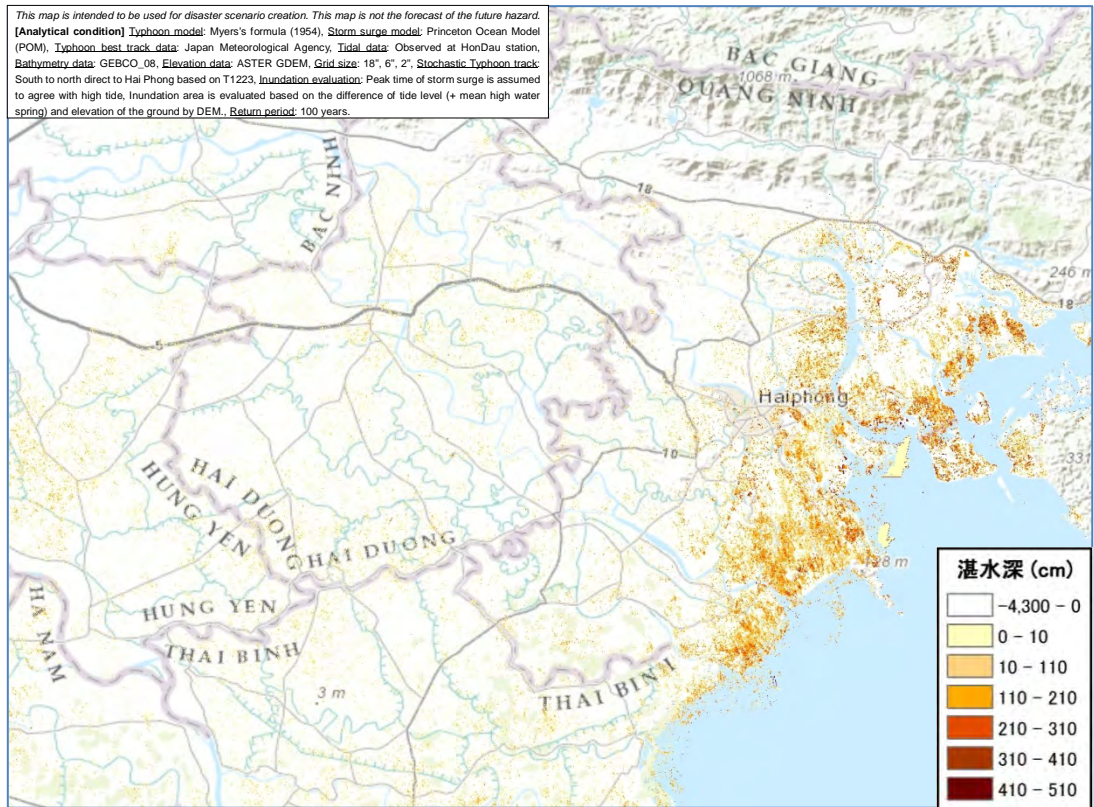 This map is intended to be used for disaster scenario creation. This map is not the forecast of the future hazard.
[Analytical condition] Typhoon model: Myers's formula (1954), Storm surge model: Princeton Ocean Model
(POM), Typhoon best track data: Japan Meteorological Agency, Tidal data: Observed at HonDau station,
Bathymetry data: GEBCO_08, Elevation data: ASTER GDEM, Grid size: 18", 6", 2", Stochastic Typhoon track:
South to north direct to Hai Phong based on T1223, Inundation evaluation: Peak time of storm surge is assumed
to agree with high tide, Inundation area is evaluated based on the difference of tide level (+ mean high water
spring) and elevation of the ground by DEM., Return period: 100 years.
BAC GIANG
1068 m
QUANG NINH
BAC NINH
18
246 m
18
5
Haiphong
10
331
HAI DUONG
HUNG YEN
HAI DUONG
128 m
HA NAM
HUNG YEN
THAI BINH
THAI BINH
3 m
湛水深 (cm)
-4,300 - 0
0 - 10
10 - 110
110 - 210
210 - 310
310 - 410
410 - 510